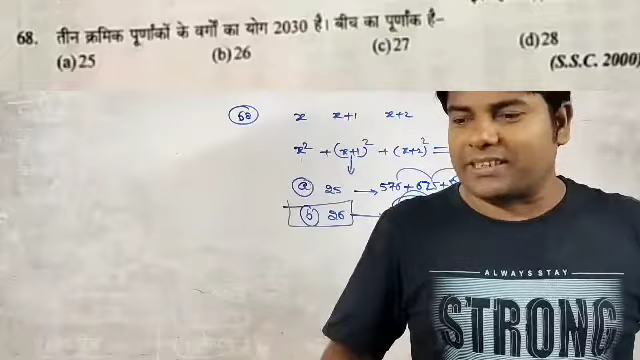 68. तीन क्रमिक पूर्णांकों के वर्गों का योग 2030 है। बीच का पूर्णांक है–
(a) 25 (b) 26 (c) 27 (d) 28
(S.S.C. 2000)
68 x x+1 x+2
x² + (x+1)² + (x+2)² =
a 25 → 576+625+
b 26
ALWAYS STAY
STRONG